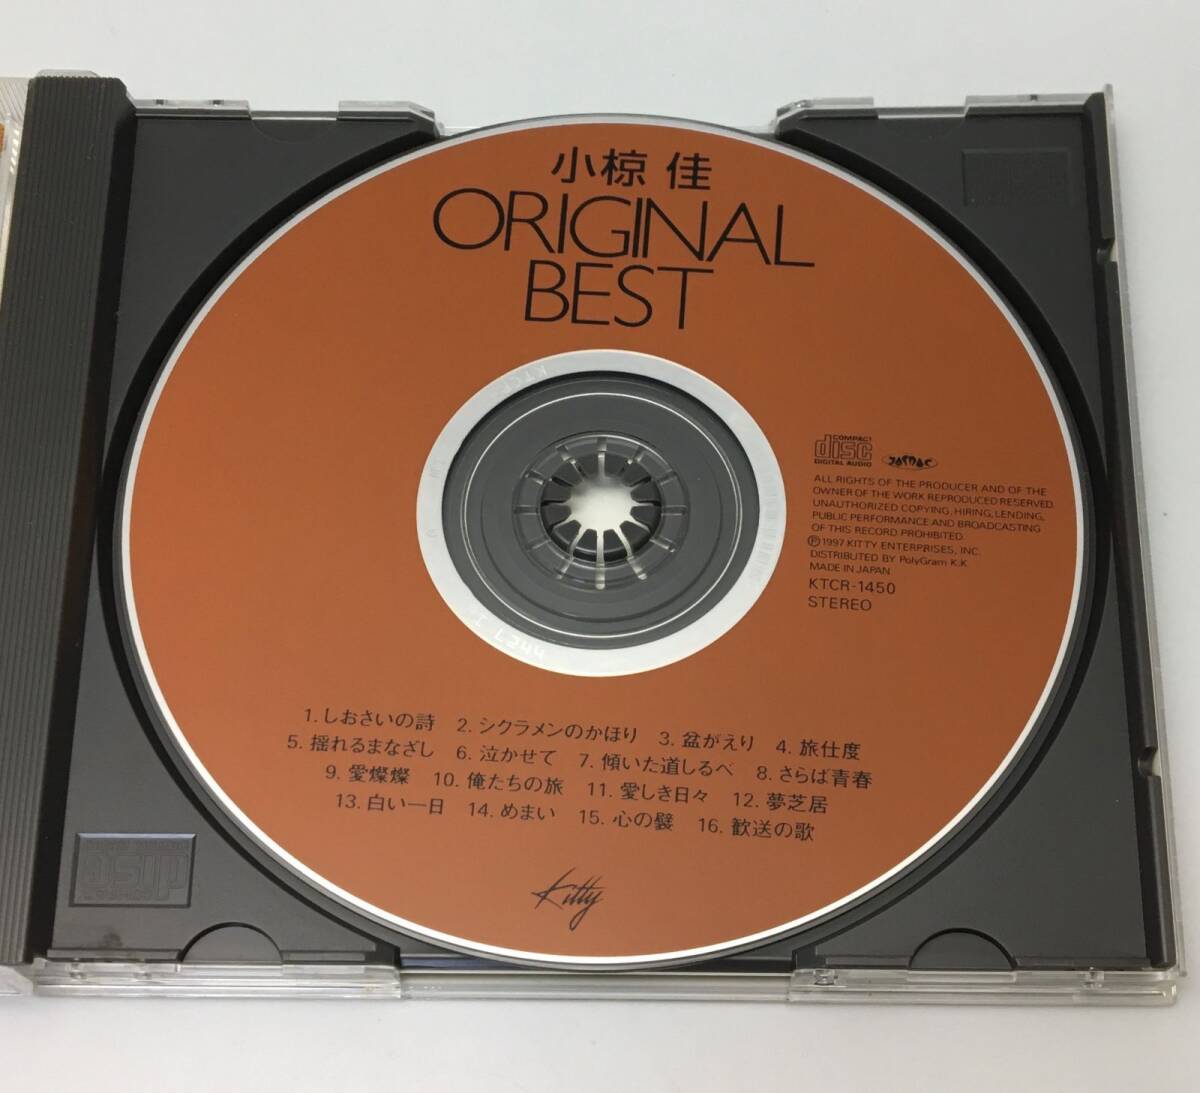 小椋 佳
ORIGINAL
BEST
COMPACT
disc
DIGITAL AUDIO
JASRAC
ALL RIGHTS OF THE PRODUCER AND OF THE
OWNER OF THE WORK REPRODUCED RESERVED.
UNAUTHORIZED COPYING, HIRING, LENDING,
PUBLIC PERFORMANCE AND BROADCASTING
OF THIS RECORD PROHIBITED.
Ⓟ1997 KITTY ENTERPRISES, INC.
DISTRIBUTED BY PolyGram K.K.
MADE IN JAPAN
KTCR-1450
STEREO
1. しおさいの詩 2. シクラメンのかほり 3. 盆がえり 4. 旅仕度
5. 揺れるまなざし 6. 泣かせて 7. 傾いた道しるべ 8. さらば青春
9. 愛燦燦 10. 俺たちの旅 11. 愛しき日々 12. 夢芝居
13. 白い一日 14. めまい 15. 心の襞 16. 歓送の歌
Kitty
disc